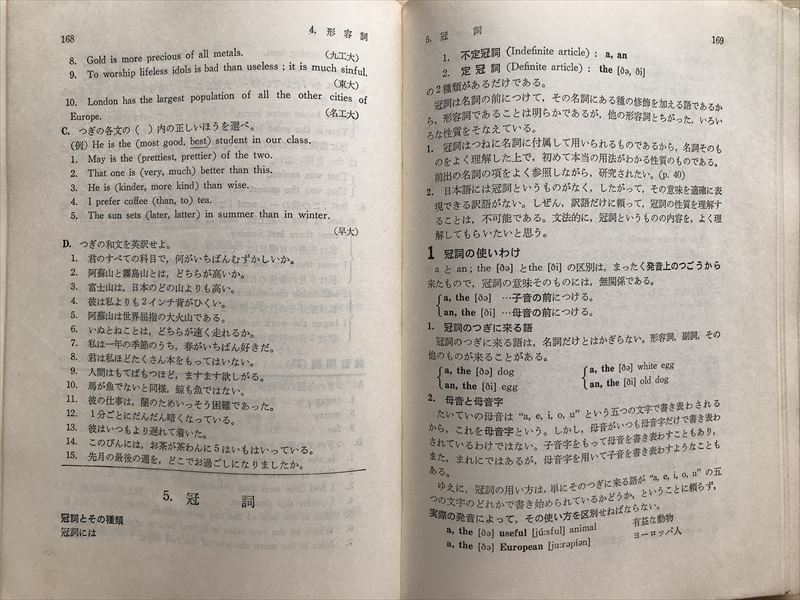 168
4. 形容詞
8. Gold is more precious of all metals. (九工大)
9. To worship lifeless idols is bad than useless ; it is much sinful.
(東大)
10. London has the largest population of all the other cities of
Europe. (名工大)
C. つぎの各文の（ ）内の正しいほうを選べ。
(例) He is the (most good, best) student in our class.
1. May is the (prettiest, prettier) of the two.
2. That one is (very, much) better than this.
3. He is (kinder, more kind) than wise.
4. I prefer coffee (than, to) tea.
5. The sun sets (later, latter) in summer than in winter.
(早大)
D. つぎの和文を英訳せよ。
1. 君のすべての科目で，何がいちばんむずかしいか。
2. 阿蘇山と霧島山とは，どちらが高いか。
3. 富士山は，日本のどの山よりも高い。
4. 彼は私よりも2インチ背がひくい。
5. 阿蘇山は世界屈指の大火山である。
6. いぬとねことは，どちらが速く走れるか。
7. 私は一年の季節のうち，春がいちばん好きだ。
8. 君は私ほどたくさん本をもってはいない。
9. 人間はもてばもつほど，ますます欲しがる。
10. 馬が魚でないと同様，鯨も魚ではない。
11. 彼の仕事は，闇のためいっそう困難であった。
12. 1分ごとにだんだん暗くなっている。
13. 彼はいつもより遅れて着いた。
14. このびんには，お茶が茶わんに5はいもはいっている。
15. 先月の最後の週を，どこでお過ごしになりましたか。
5. 冠 詞
冠詞とその種類
冠詞には
5. 冠 詞
169
1. 不定冠詞 (Indefinite article) : a, an
2. 定冠詞 (Definite article) : the [ðə, ði]
の2種類があるだけである。
冠詞は名詞の前につけて，その名詞にある種の修飾を加える語であるか
ら，形容詞であることは明らかであるが，他の形容詞とちがった，いろい
ろな性質をそなえている。
1. 冠詞はつねに名詞に付属して用いられるものであるから，名詞そのも
のをよく理解した上で，初めて本当の用法がわかる性質のものである。
前出の名詞の項をよく参照しながら，研究されたい。(p. 40)
2. 日本語には冠詞というものがなく，したがって，その意味を適確に表
現できる訳語がない。しぜん，訳語だけに頼って，冠詞の性質を理解す
ることは，不可能である。文法的に，冠詞というものの内容を，よく理
解してもらいたいと思う。
1 冠詞の使いわけ
a と an ; the [ðə] とthe [ði] の区別は，まったく発音上のつごうから
来たもので，冠詞の意味そのものには，無関係である。
a, the [ðə] …子音の前につける。
an, the [ði] …母音の前につける。
1. 冠詞のつぎに来る語
冠詞のつぎに来る語は，名詞だけとはかぎらない。形容詞，副詞，その
他のものが来ることがある。
a, the [ðə] dog a, the [ðə] white egg
an, the [ði] egg an, the [ði] old dog
2. 母音と母音字
たいていの母音は “a, e, i, o, u” という五つの文字で書き表わされる
から，これを母音字という。しかし，母音がいつも母音字だけで書き表わ
されているわけではない。子音字をもって母音を書き表すこともあり，
また，まれにではあるが，母音字を用いて子音を書き表すようなことも
ある。
ゆえに，冠詞の用い方は，単にそのつぎに来る語が “a, e, i, o, u” の五
つの文字のどれかで書き始められているかどうか，ということに頼らず，
実際の発音によって，その使い方を区別せねばならない。
a, the [ðə] useful [jú:sful] animal 有益な動物
a, the [ðə] European [ju:rəpíən] ヨーロッパ人